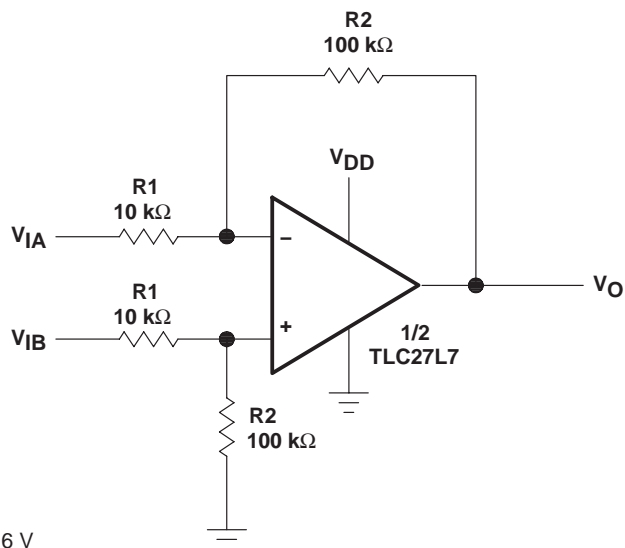 R2
100 kΩ
VDD
R1
10 kΩ
VIA
−
R1
10 kΩ
VIB
+
VO
1/2
TLC27L7
R2
100 kΩ
6 V